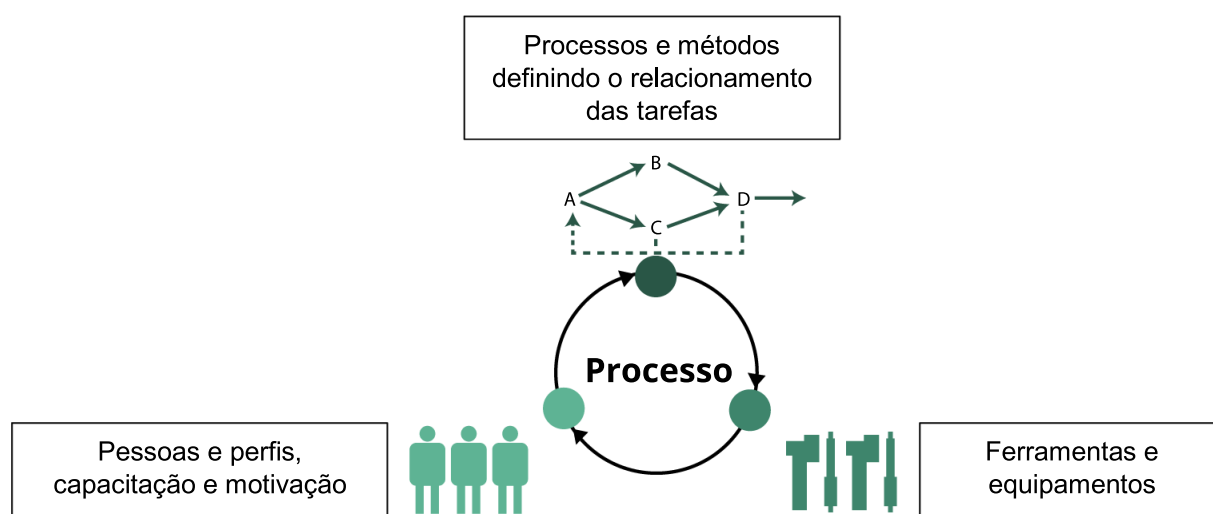 Processos e métodos
definindo o relacionamento
das tarefas
B
A
D
C
Processo
Pessoas e perfis,
capacitação e motivação
Ferramentas e
equipamentos